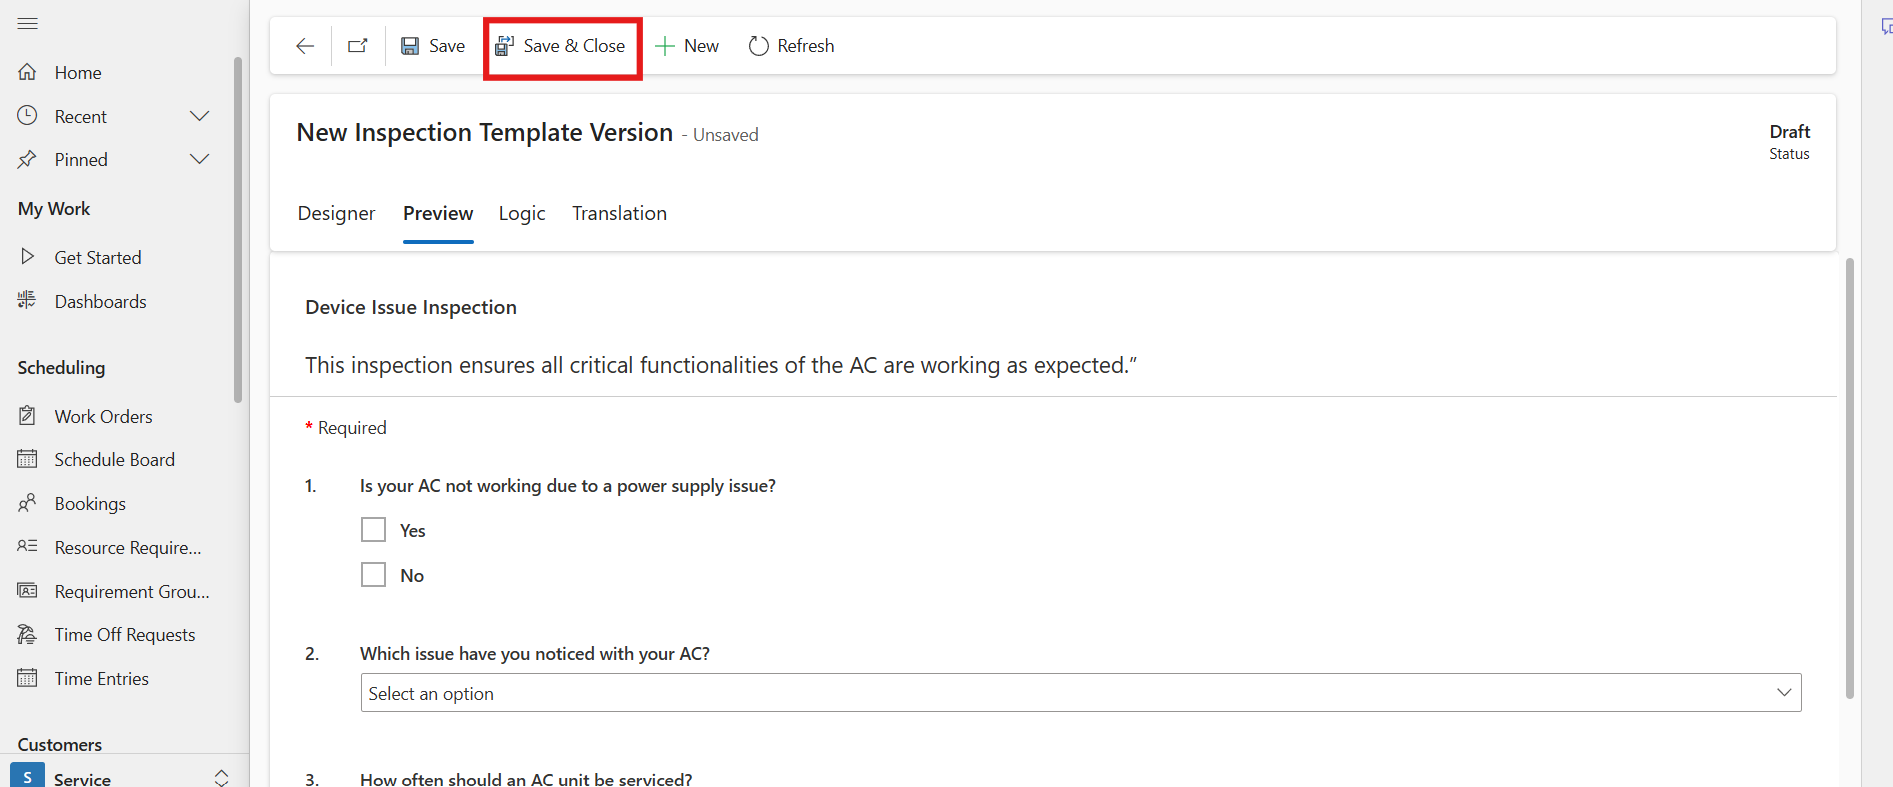 Home
Recent
Pinned
My Work
Get Started
Dashboards
Scheduling
Work Orders
Schedule Board
Bookings
Resource Require...
Requirement Grou...
Time Off Requests
Time Entries
Customers
S Service
Save Save & Close New Refresh
New Inspection Template Version - Unsaved
Draft
Status
Designer Preview Logic Translation
Device Issue Inspection
This inspection ensures all critical functionalities of the AC are working as expected.”
* Required
1. Is your AC not working due to a power supply issue?
Yes
No
2. Which issue have you noticed with your AC?
Select an option
3. How often should an AC unit be serviced?